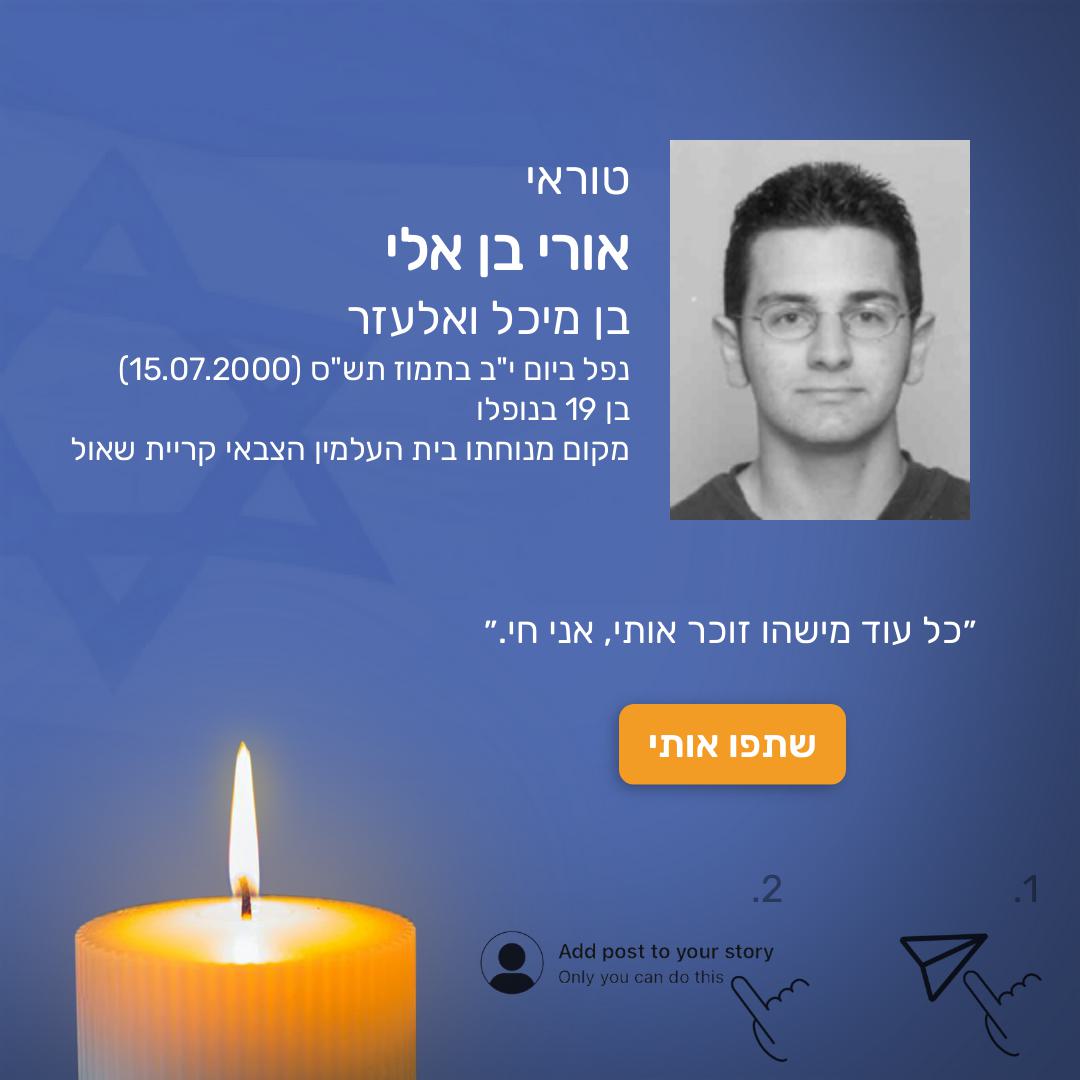 טוראי
אורי בן אלי
בן מיכל ואלעזר
נפל ביום י"ב בתמוז תש"ס (15.07.2000)
בן 19 בנופלו
מקום מנוחתו בית העלמין הצבאי קריית שאול
״כל עוד מישהו זוכר אותי, אני חי.״
שתפו אותי
.1
.2
Add post to your story
Only you can do this